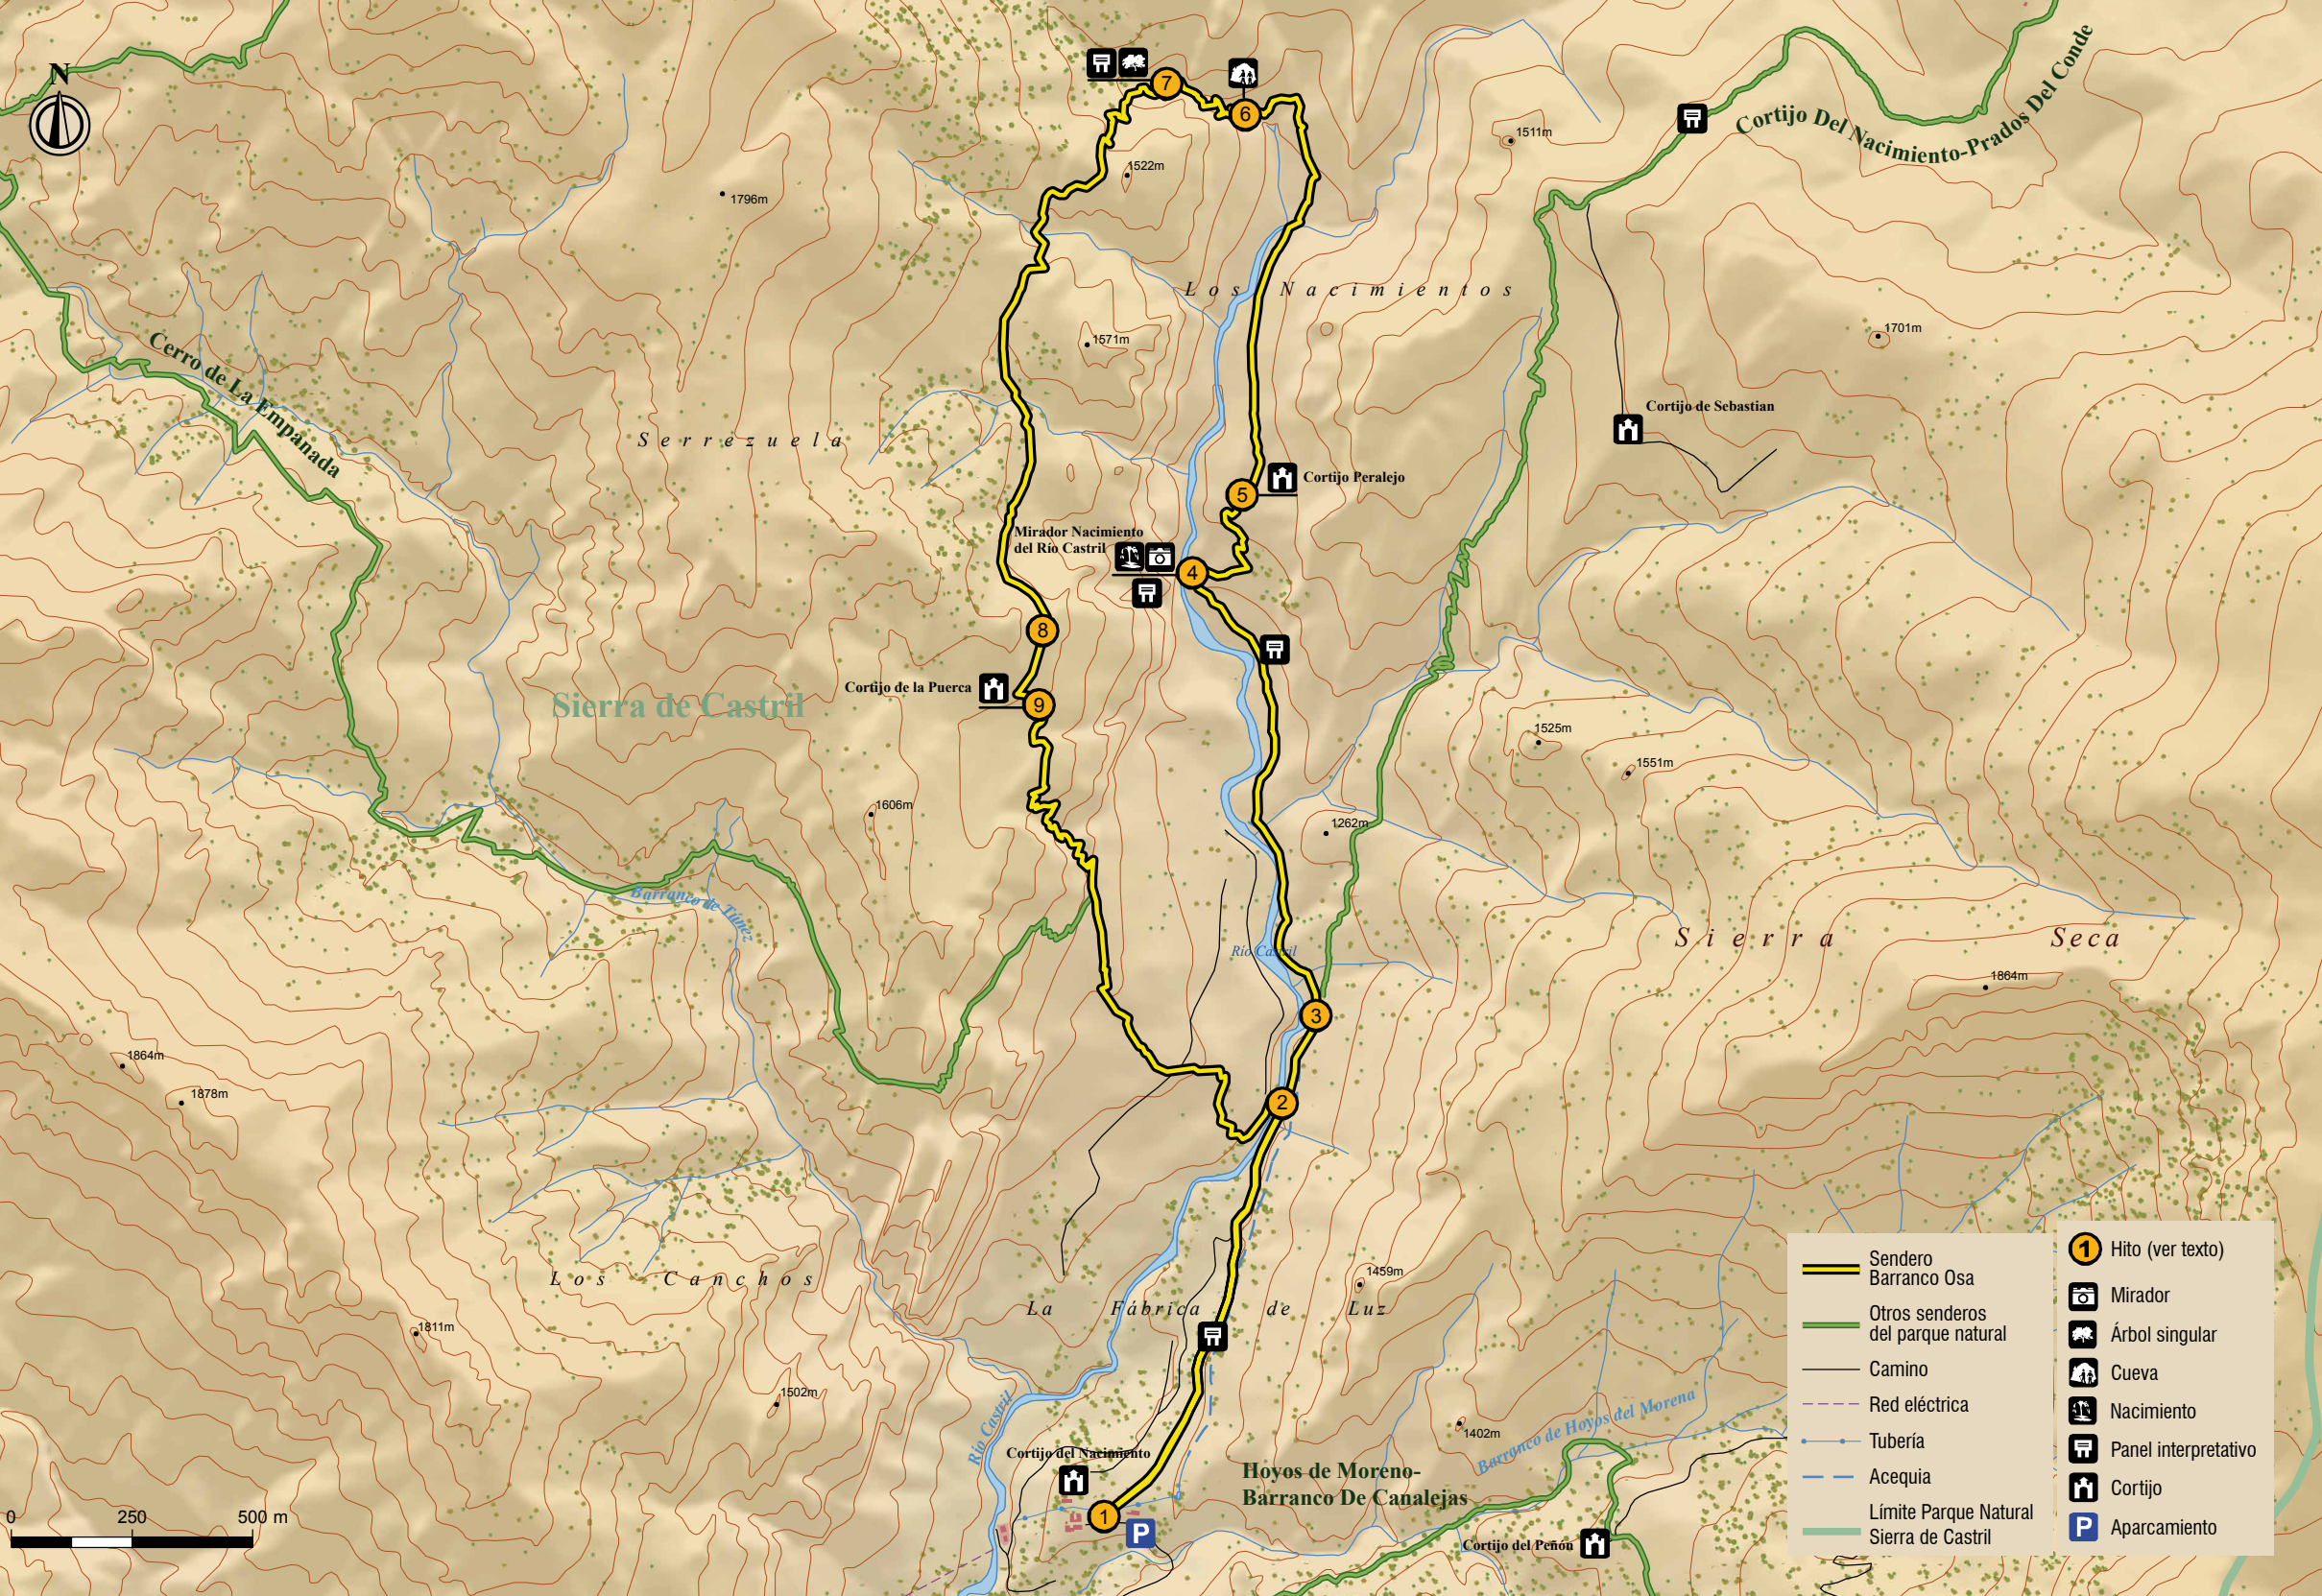 N
7
6
1522m
1796m
1511m
Cortijo Del Nacimiento-Prados Del Conde
Los Nacimientos
1571m
1701m
Cerro de La Empanada
Serrezuela
Cortijo de Sebastian
5
Cortijo Peralejo
Mirador Nacimiento
del Río Castril
4
8
Cortijo de la Puerca
9
Sierra de Castril
1525m
1551m
1606m
1262m
Barranco de Túnez
Río Castril
Sierra Seca
1864m
3
1864m
1878m
2
Los Canchos
La Fábrica de Luz
1459m
1811m
1502m
Río Castril
1402m
Barranco de Hoyos del Morena
Cortijo del Nacimiento
Hoyos de Moreno-
Barranco De Canalejas
1
P
Cortijo del Peñón
0 250 500 m
Sendero
Barranco Osa
Otros senderos
del parque natural
Camino
Red eléctrica
Tubería
Acequia
Límite Parque Natural
Sierra de Castril
1 Hito (ver texto)
Mirador
Árbol singular
Cueva
Nacimiento
Panel interpretativo
Cortijo
P Aparcamiento